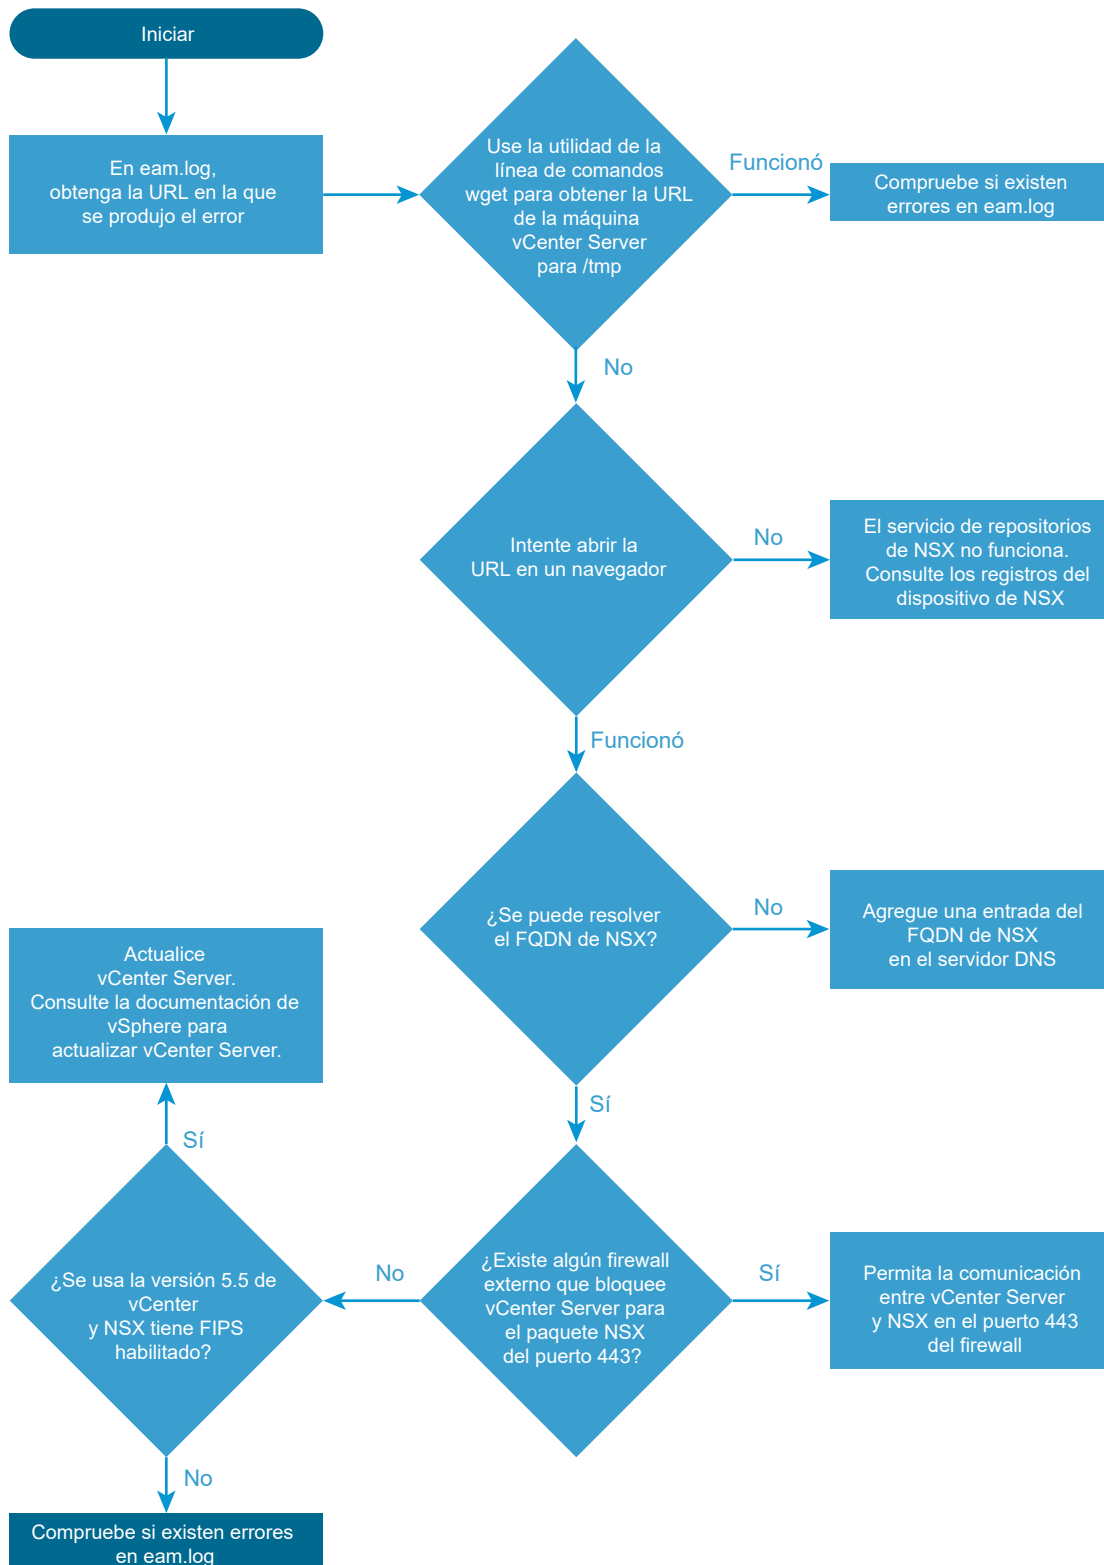 Iniciar
En eam.log,
obtenga la URL en la que
se produjo el error
Use la utilidad de la
línea de comandos
wget para obtener la URL
de la máquina
vCenter Server
para /tmp
Funcionó
Compruebe si existen
errores en eam.log
No
Intente abrir la
URL en un navegador
No
El servicio de repositorios
de NSX no funciona.
Consulte los registros del
dispositivo de NSX
Funcionó
¿Se puede resolver
el FQDN de NSX?
No
Agregue una entrada del
FQDN de NSX
en el servidor DNS
Sí
¿Existe algún firewall
externo que bloquee
vCenter Server para
el paquete NSX
del puerto 443?
Sí
Permita la comunicación
entre vCenter Server
y NSX en el puerto 443
del firewall
No
¿Se usa la versión 5.5 de
vCenter
y NSX tiene FIPS
habilitado?
Sí
Actualice
vCenter Server.
Consulte la documentación de
vSphere para
actualizar vCenter Server.
No
Compruebe si existen errores
en eam.log